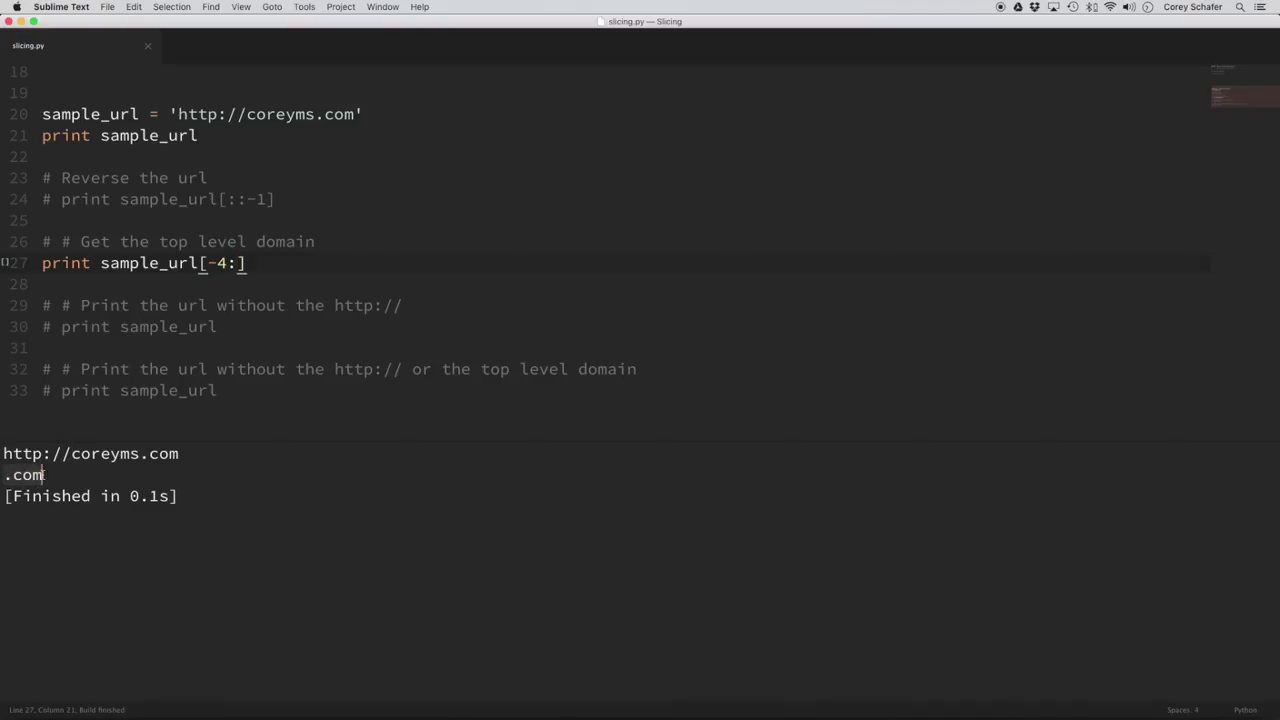 Sublime Text File Edit Selection Find View Goto Tools Project Window Help Corey Schafer
slicing.py — Slicing
slicing.py
18
19
20 sample_url = 'http://coreyms.com'
21 print sample_url
22
23 # Reverse the url
24 # print sample_url[::-1]
25
26 # # Get the top level domain
[]27 print sample_url[-4:]
28
29 # # Print the url without the http://
30 # print sample_url
31
32 # # Print the url without the http:// or the top level domain
33 # print sample_url
http://coreyms.com
.com
[Finished in 0.1s]
Line 27, Column 21; Build finished Spaces: 4 Python